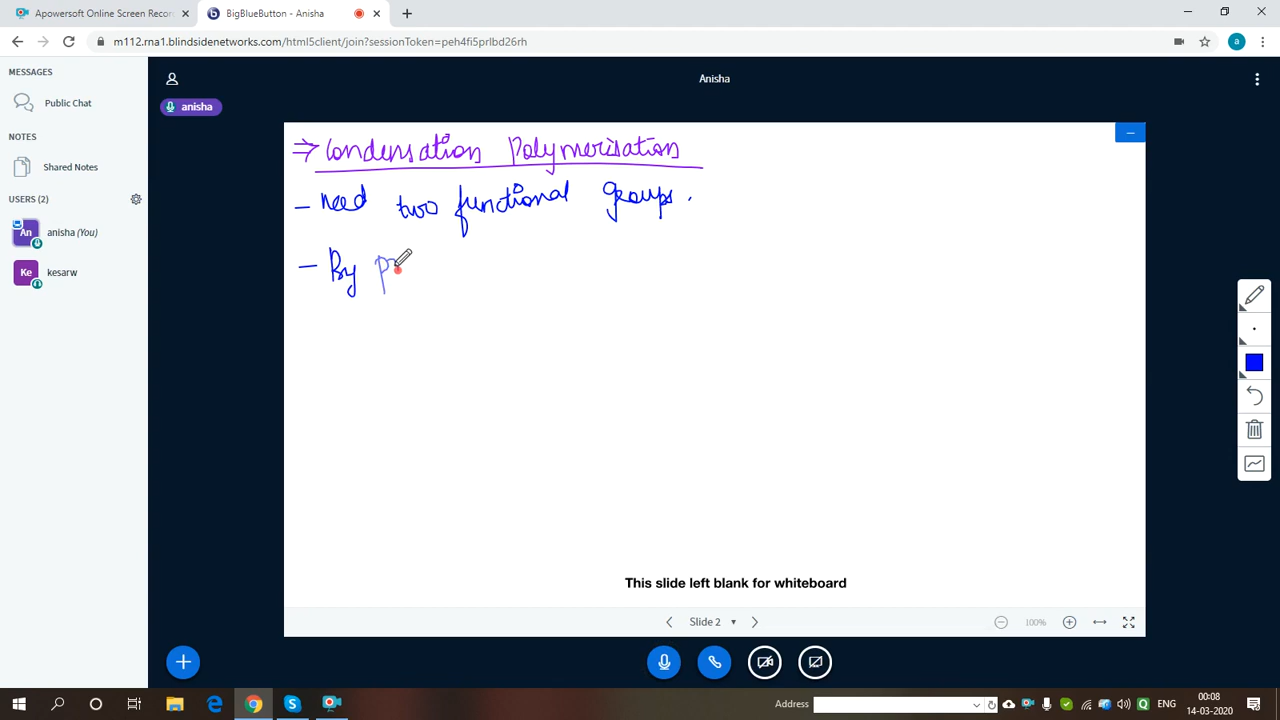 Apowersoft Online Screen Recor
BigBlueButton - Anisha
m112.rna1.blindsidenetworks.com/html5client/join?sessionToken=peh4fi5prlbd26rh
a
MESSAGES
Public Chat
NOTES
Shared Notes
USERS (2)
An
anisha (You)
Ke
kesarw
Anisha
anisha
⇒ Condensation Polymerisation
- need two functional groups.
- By P
This slide left blank for whiteboard
Slide 2
100%
Address
ENG
00:08
14-03-2020